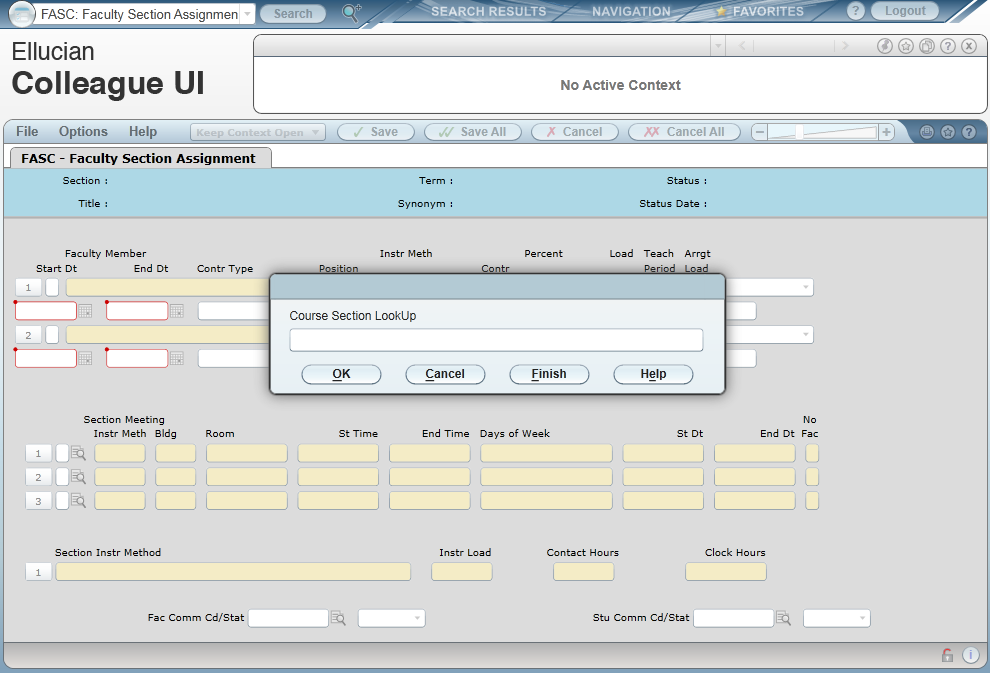 FASC: Faculty Section Assignmen Search SEARCH RESULTS NAVIGATION FAVORITES ? Logout
Ellucian
Colleague UI
?
No Active Context
File Options Help Keep Context Open Save Save All Cancel Cancel All ?
FASC - Faculty Section Assignment
Section : Term : Status :
Title : Synonym : Status Date :
Faculty Member Instr Meth Percent Load Teach Arrgt
Start Dt End Dt Contr Type Position Contr Period Load
1
2
Course Section LookUp
OK Cancel Finish Help
Section Meeting No
Instr Meth Bldg Room St Time End Time Days of Week St Dt End Dt Fac
1
2
3
Section Instr Method Instr Load Contact Hours Clock Hours
1
Fac Comm Cd/Stat Stu Comm Cd/Stat
i